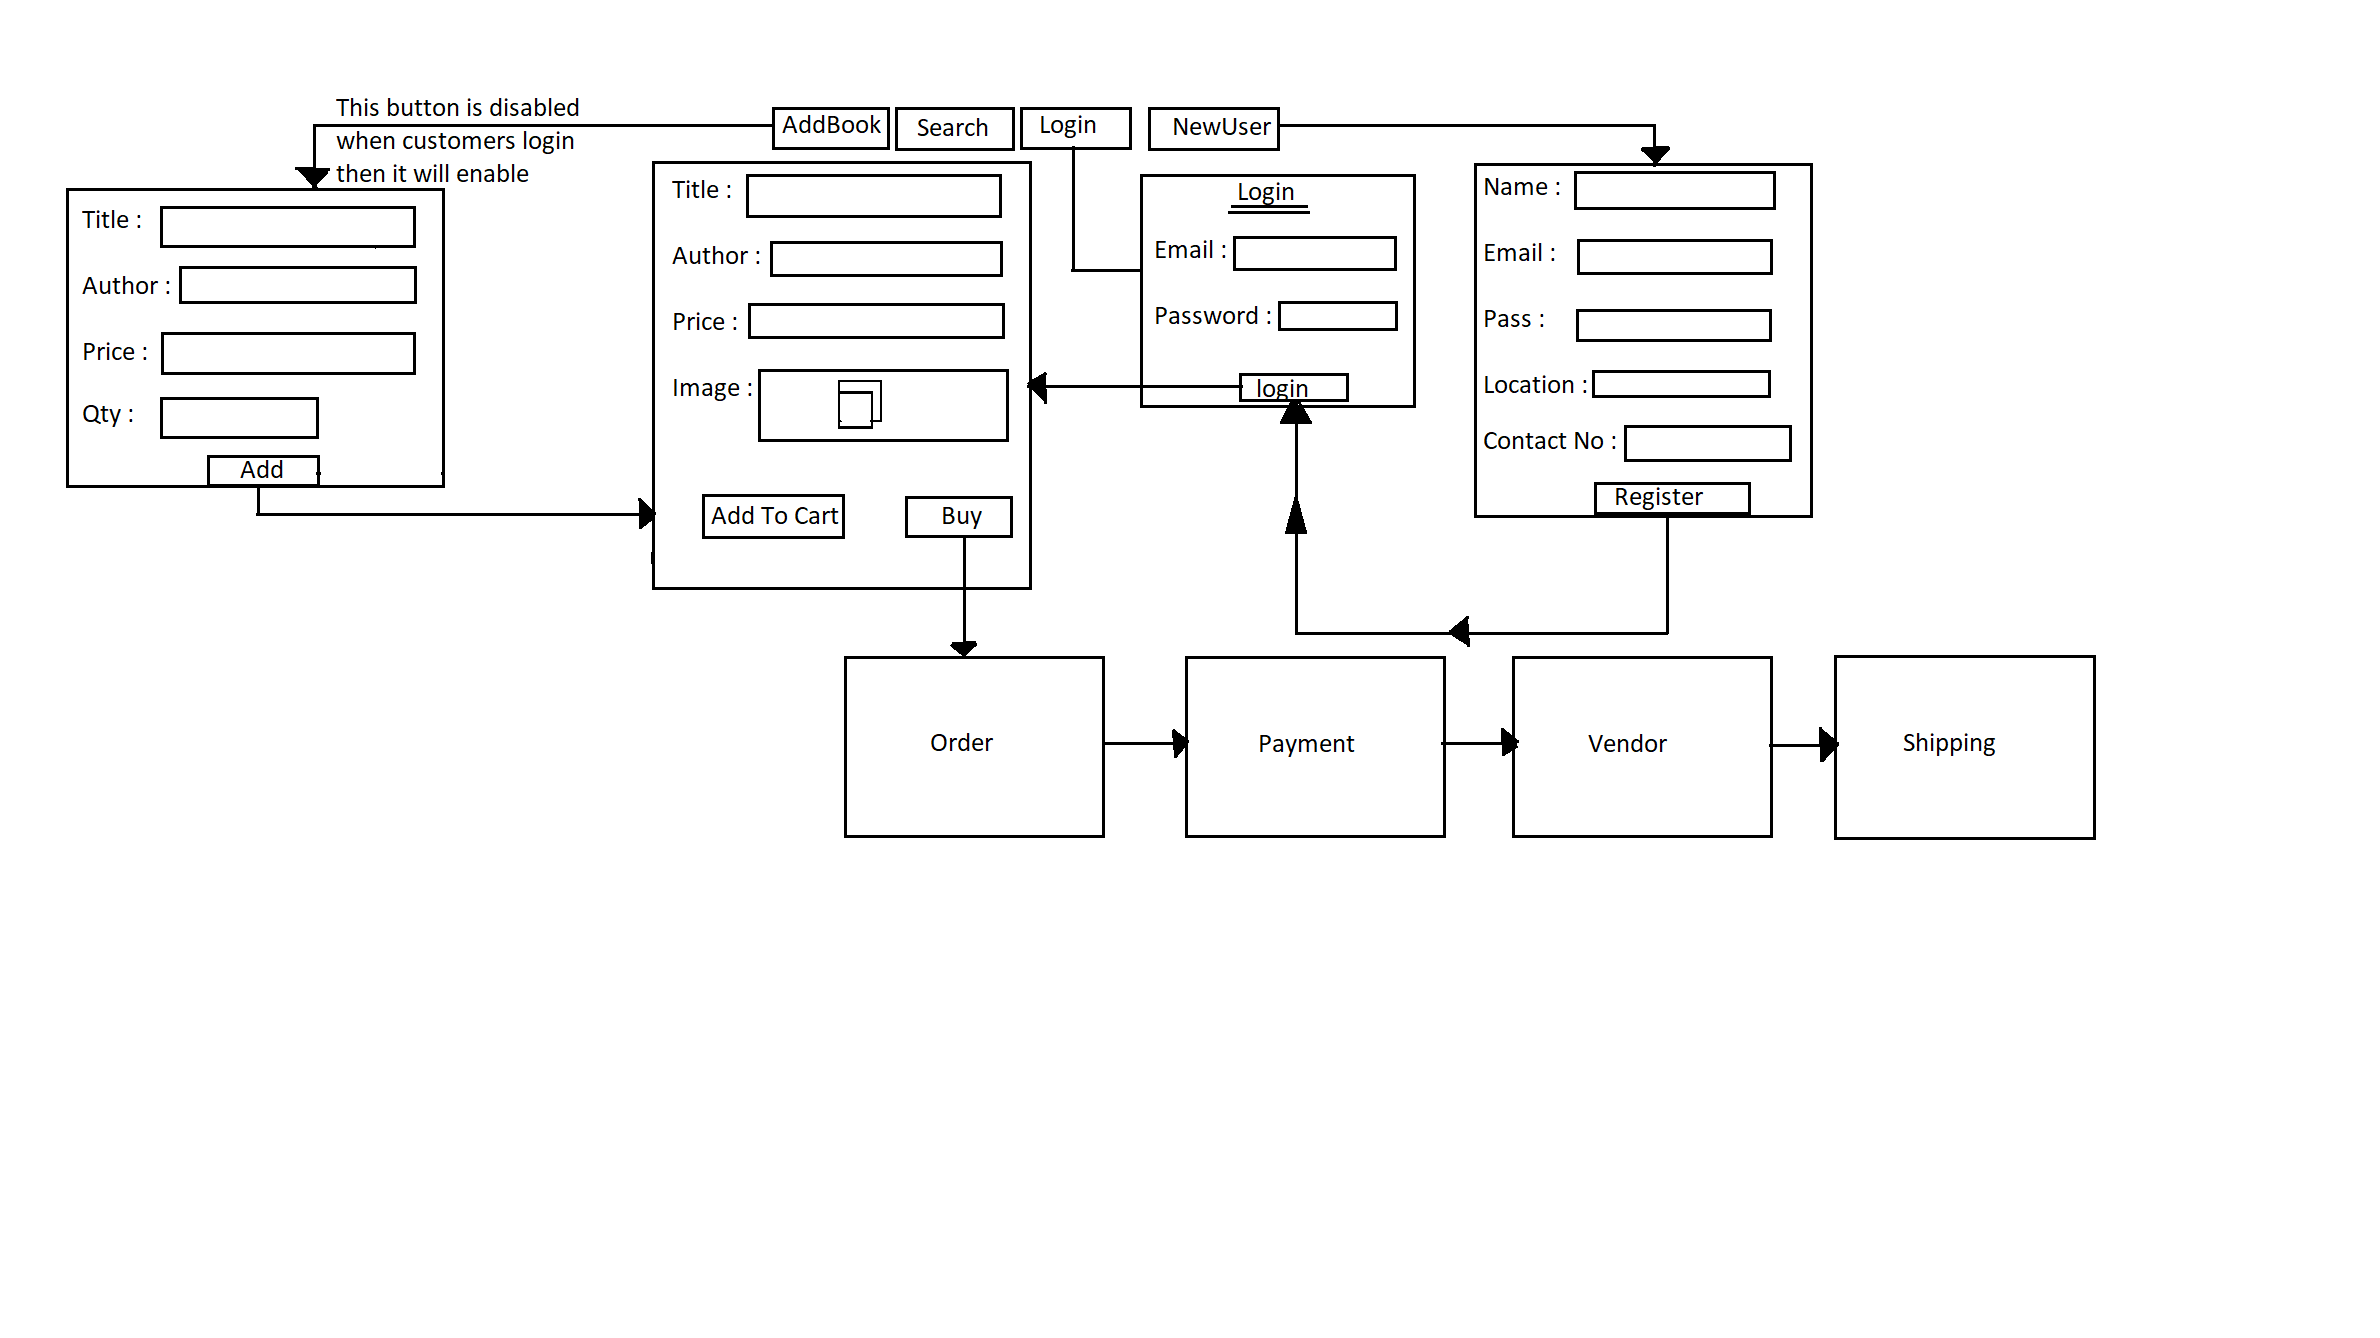 This button is disabled
when customers login
then it will enable
AddBook
Search
Login
NewUser
Title :
Author :
Price :
Qty :
Add
Title :
Author :
Price :
Image :
Add To Cart
Buy
Login
Email :
Password :
login
Name :
Email :
Pass :
Location :
Contact No :
Register
Order
Payment
Vendor
Shipping